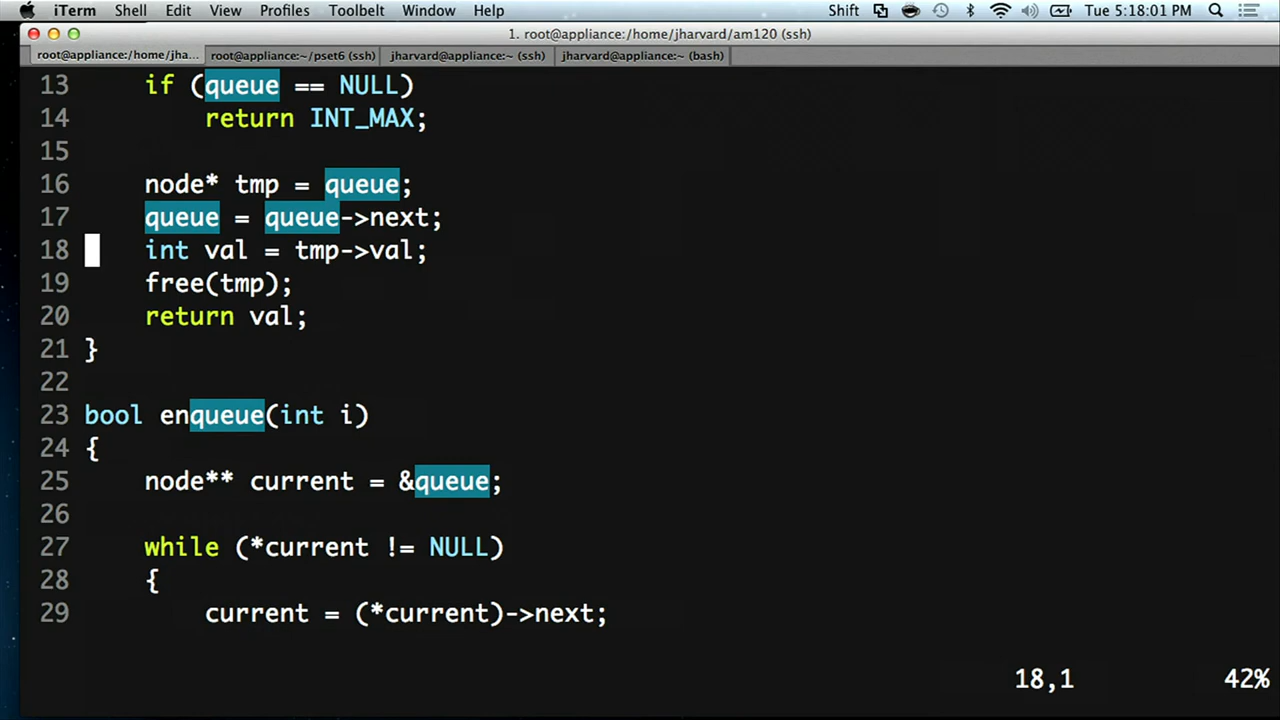 iTerm Shell Edit View Profiles Toolbelt Window Help Shift Tue 5:18:01 PM
1. root@appliance:/home/jharvard/am120 (ssh)
root@appliance:/home/jha... root@appliance:~/pset6 (ssh) jharvard@appliance:~ (ssh) jharvard@appliance:~ (bash)
13 if (queue == NULL)
14 return INT_MAX;
15
16 node* tmp = queue;
17 queue = queue->next;
18 int val = tmp->val;
19 free(tmp);
20 return val;
21 }
22
23 bool enqueue(int i)
24 {
25 node** current = &queue;
26
27 while (*current != NULL)
28 {
29 current = (*current)->next;
18,1 42%